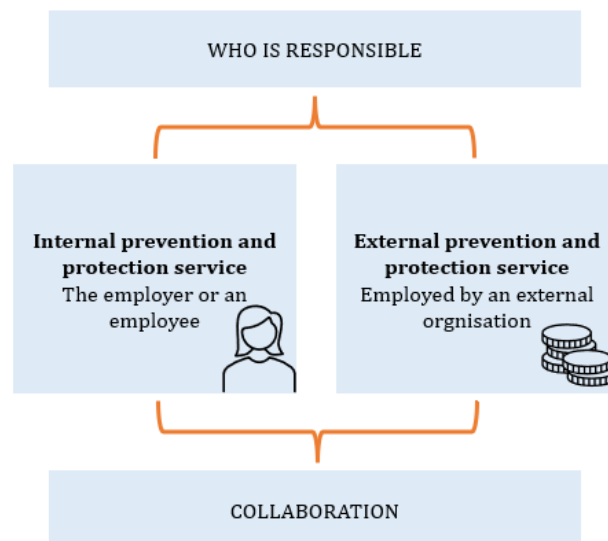 WHO IS RESPONSIBLE
Internal prevention and
protection service
The employer or an
employee
External prevention and
protection service
Employed by an external
orgnisation
COLLABORATION